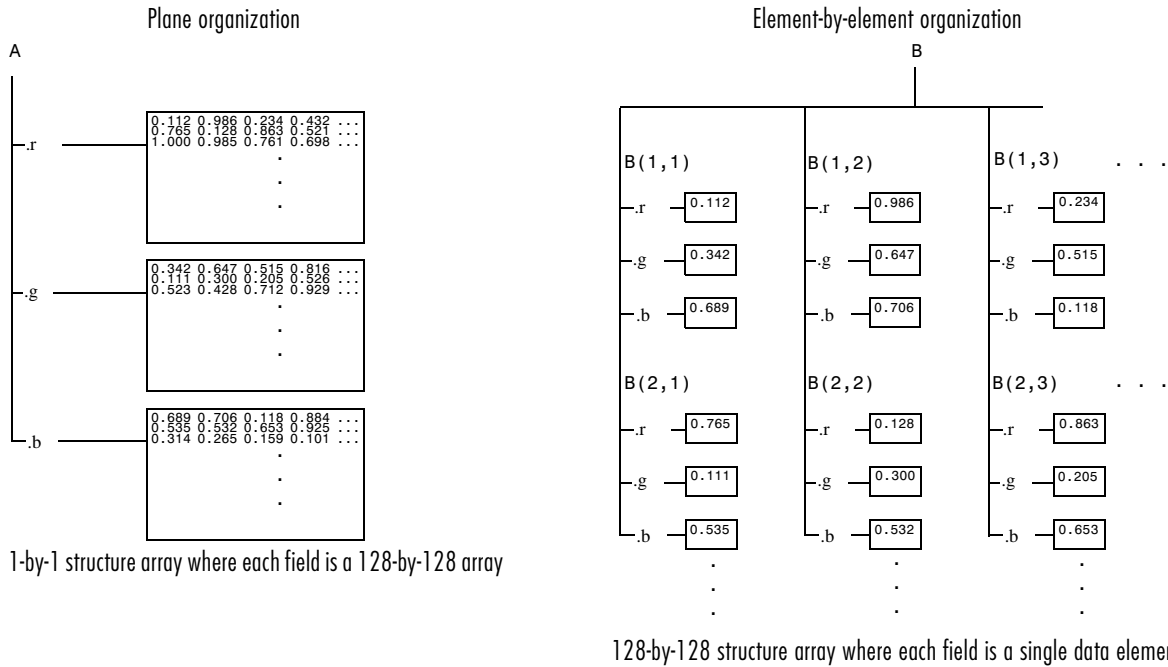 Plane organization
A
.r
0.112 0.986 0.234 0.432 ...
0.765 0.128 0.863 0.521 ...
1.000 0.985 0.761 0.698 ...
.
.
.
.g
0.342 0.647 0.515 0.816 ...
0.111 0.300 0.205 0.526 ...
0.523 0.428 0.712 0.929 ...
.
.
.
.b
0.689 0.706 0.118 0.884 ...
0.535 0.532 0.653 0.925 ...
0.314 0.265 0.159 0.101 ...
.
.
.
1-by-1 structure array where each field is a 128-by-128 array
Element-by-element organization
B
B(1,1) B(1,2) B(1,3) . . .
.r 0.112 .r 0.986 .r 0.234
.g 0.342 .g 0.647 .g 0.515
.b 0.689 .b 0.706 .b 0.118
B(2,1) B(2,2) B(2,3) . . .
.r 0.765 .r 0.128 .r 0.863
.g 0.111 .g 0.300 .g 0.205
.b 0.535 .b 0.532 .b 0.653
. . .
. . .
. . .
128-by-128 structure array where each field is a single data elemen